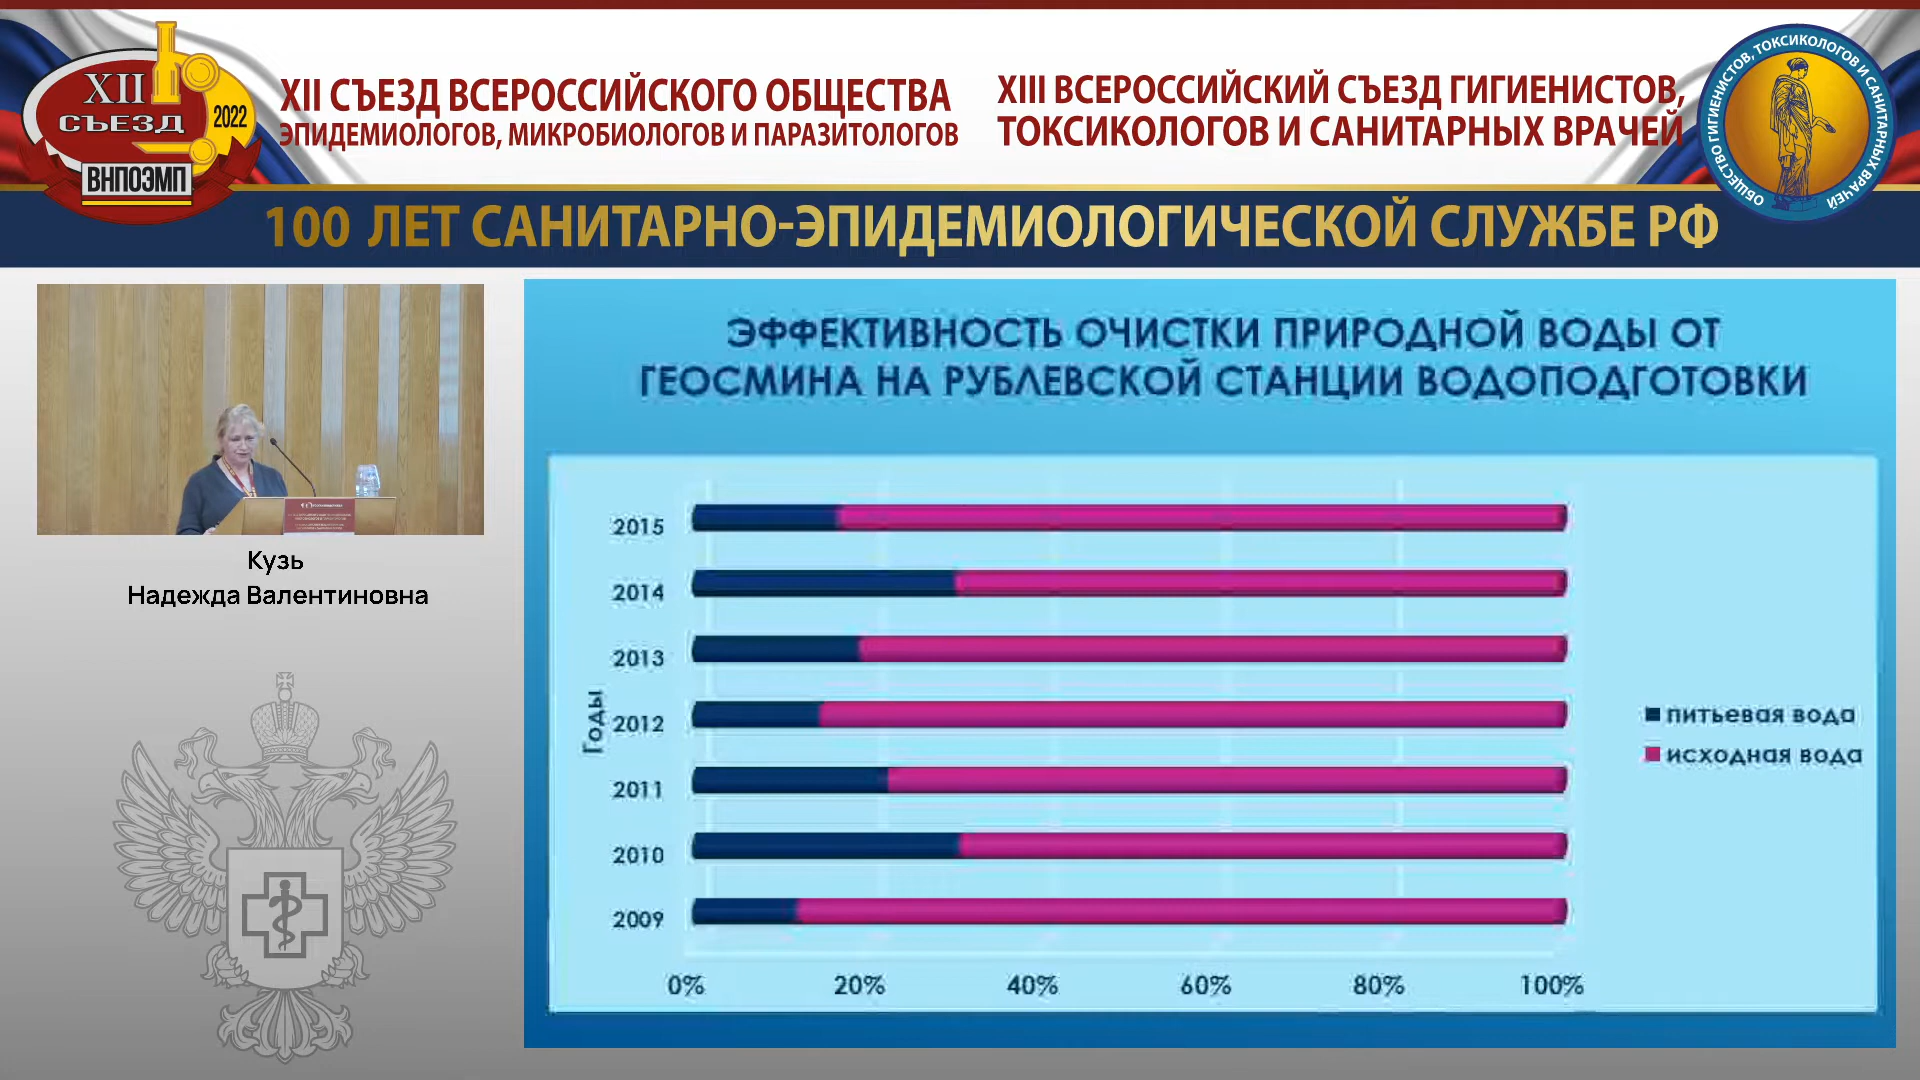 XII
СЪЕЗД
2022
ВНПОЭМП
XII СЪЕЗД ВСЕРОССИЙСКОГО ОБЩЕСТВА
ЭПИДЕМИОЛОГОВ, МИКРОБИОЛОГОВ И ПАРАЗИТОЛОГОВ
XIII ВСЕРОССИЙСКИЙ СЪЕЗД ГИГИЕНИСТОВ,
ТОКСИКОЛОГОВ И САНИТАРНЫХ ВРАЧЕЙ
ОБЩЕСТВО ГИГИЕНИСТОВ, ТОКСИКОЛОГОВ И САНИТАРНЫХ ВРАЧЕЙ
100 ЛЕТ САНИТАРНО-ЭПИДЕМИОЛОГИЧЕСКОЙ СЛУЖБЕ РФ
Кузь
Надежда Валентиновна
ЭФФЕКТИВНОСТЬ ОЧИСТКИ ПРИРОДНОЙ ВОДЫ ОТ
ГЕОСМИНА НА РУБЛЕВСКОЙ СТАНЦИИ ВОДОПОДГОТОВКИ
Годы
2015
2014
2013
2012
2011
2010
2009
0% 20% 40% 60% 80% 100%
питьевая вода
исходная вода